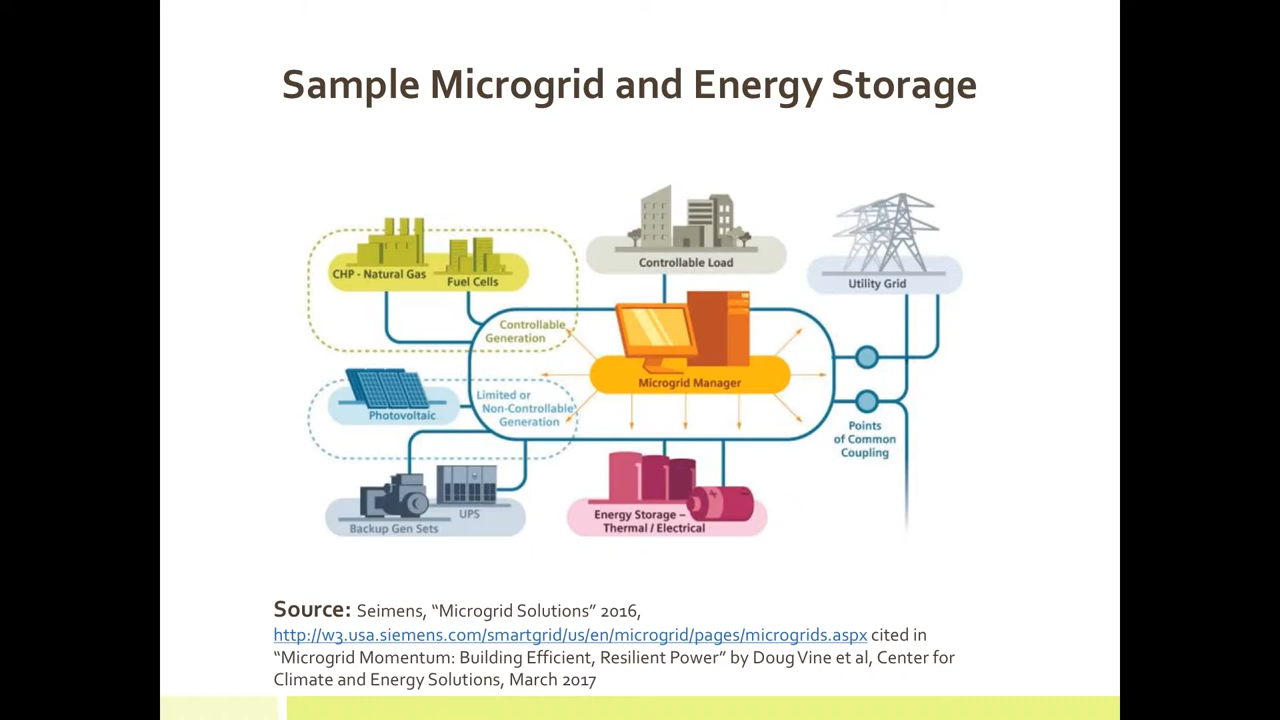 Sample Microgrid and Energy Storage
CHP - Natural Gas
Fuel Cells
Controllable Load
Utility Grid
Controllable
Generation
Microgrid Manager
Limited or
Non-Controllable
Generation
Photovoltaic
Points
of Common
Coupling
Backup Gen Sets
UPS
Energy Storage –
Thermal / Electrical
Source: Seimens, “Microgrid Solutions” 2016,
http://w3.usa.siemens.com/smartgrid/us/en/microgrid/pages/microgrids.aspx cited in
“Microgrid Momentum: Building Efficient, Resilient Power” by Doug Vine et al, Center for
Climate and Energy Solutions, March 2017